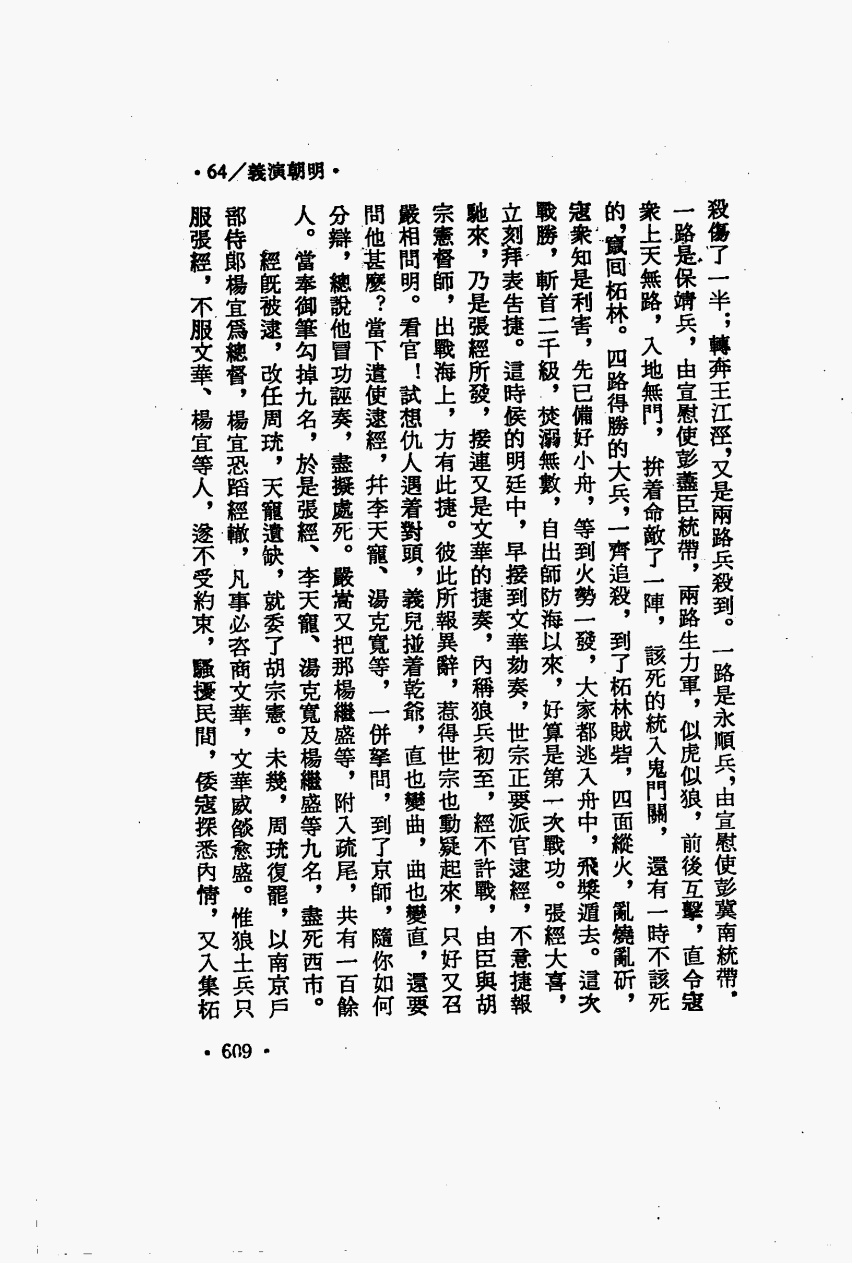 ・64／義演朝明・
殺傷了一半；轉奔王江涇，又是兩路兵殺到。一路是永順兵，由宣慰使彭冀南統帶，
一路是保靖兵，由宣慰使彭藎臣統帶，兩路生力軍，似虎似狼，前後互擊，直令寇
衆上天無路，入地無門，拚着命敵了一陣，該死的統入鬼門關，還有一時不該死
的，竄回柘林。四路得勝的大兵，一齊追殺，到了柘林賊砦，四面縱火，亂燒亂斫，
寇衆知是利害，先已備好小舟，等到火勢一發，大家都逃入舟中，飛槳遁去。這次
戰勝，斬首二千級，焚溺無數，自出師防海以來，好算是第一次戰功。張經大喜，
立刻拜表告捷。這時候的明廷中，早接到文華劾奏，世宗正要派官逮經，不意捷報
馳來，乃是張經所發，接連又是文華的捷奏，內稱狼兵初至，經不許戰，由臣與胡
宗憲督師，出戰海上，方有此捷。彼此所報異辭，惹得世宗也動疑起來，只好又召
嚴相問明。看官！試想仇人遇着對頭，義兒掽着乾爺，直也變曲，曲也變直，還要
問他甚麼？當下遣使逮經，幷李天寵、湯克寬等，一併拏問，到了京師，隨你如何
分辯，總說他冒功誣奏，盡擬處死。嚴嵩又把那楊繼盛等，附入疏尾，共有一百餘
人。當奉御筆勾掉九名，於是張經、李天寵、湯克寬及楊繼盛等九名，盡死西市。
經旣被逮，改任周珫，天寵遺缺，就委了胡宗憲。未幾，周珫復罷，以南京戶
部侍郎楊宜爲總督，楊宜恐蹈經轍，凡事必咨商文華，文華威燄愈盛。惟狼土兵只
服張經，不服文華、楊宜等人，遂不受約束，騷擾民間，倭寇探悉內情，又入集柘
・609・